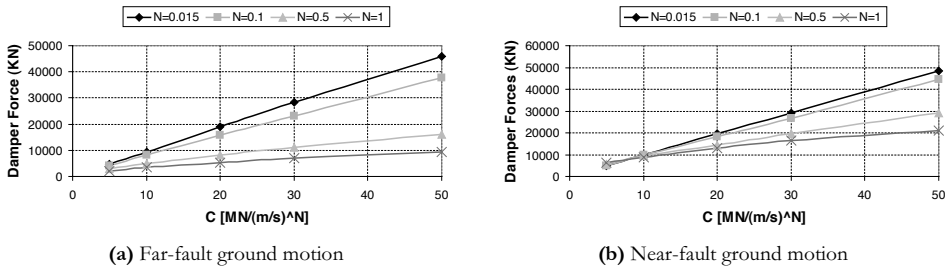 N=0.015 N=0.1 N=0.5 N=1
Damper Force (KN)
50000
40000
30000
20000
10000
0
0 10 20 30 40 50
C [MN/(m/s)^N]
(a) Far-fault ground motion
N=0.015 N=0.1 N=0.5 N=1
Damper Forces (KN)
60000
50000
40000
30000
20000
10000
0
0 10 20 30 40 50
C [MN/(m/s)^N]
(b) Near-fault ground motion